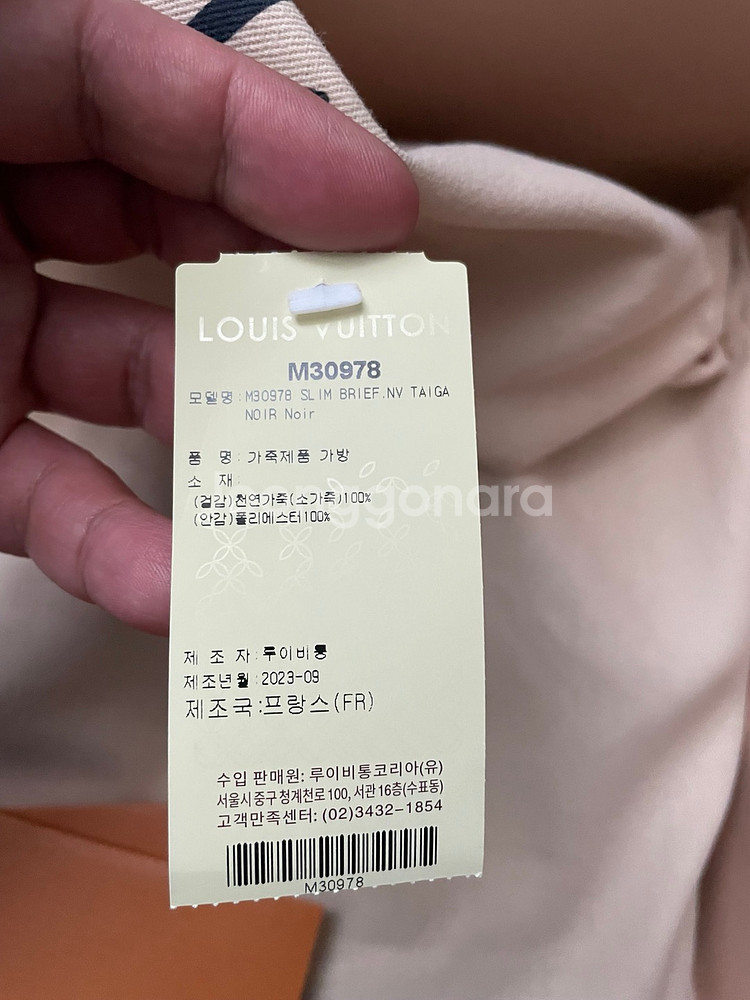 LOUIS VUITTON
M30978
모델명:M30978 SLIM BRIEF.NV TAIGA
NOIR Noir
품 명:가죽제품 가방
소 재:
(겉감)천연가죽(소가죽)100%
(안감)폴리에스터100%
joonggonara
제 조 자:루이비통
제조년월:2023-09
제조국:프랑스(FR)
수입 판매원: 루이비통코리아(유)
서울시 중구 청계천로 100, 서관 16층(수표동)
고객만족센터: (02)3432-1854
M30978